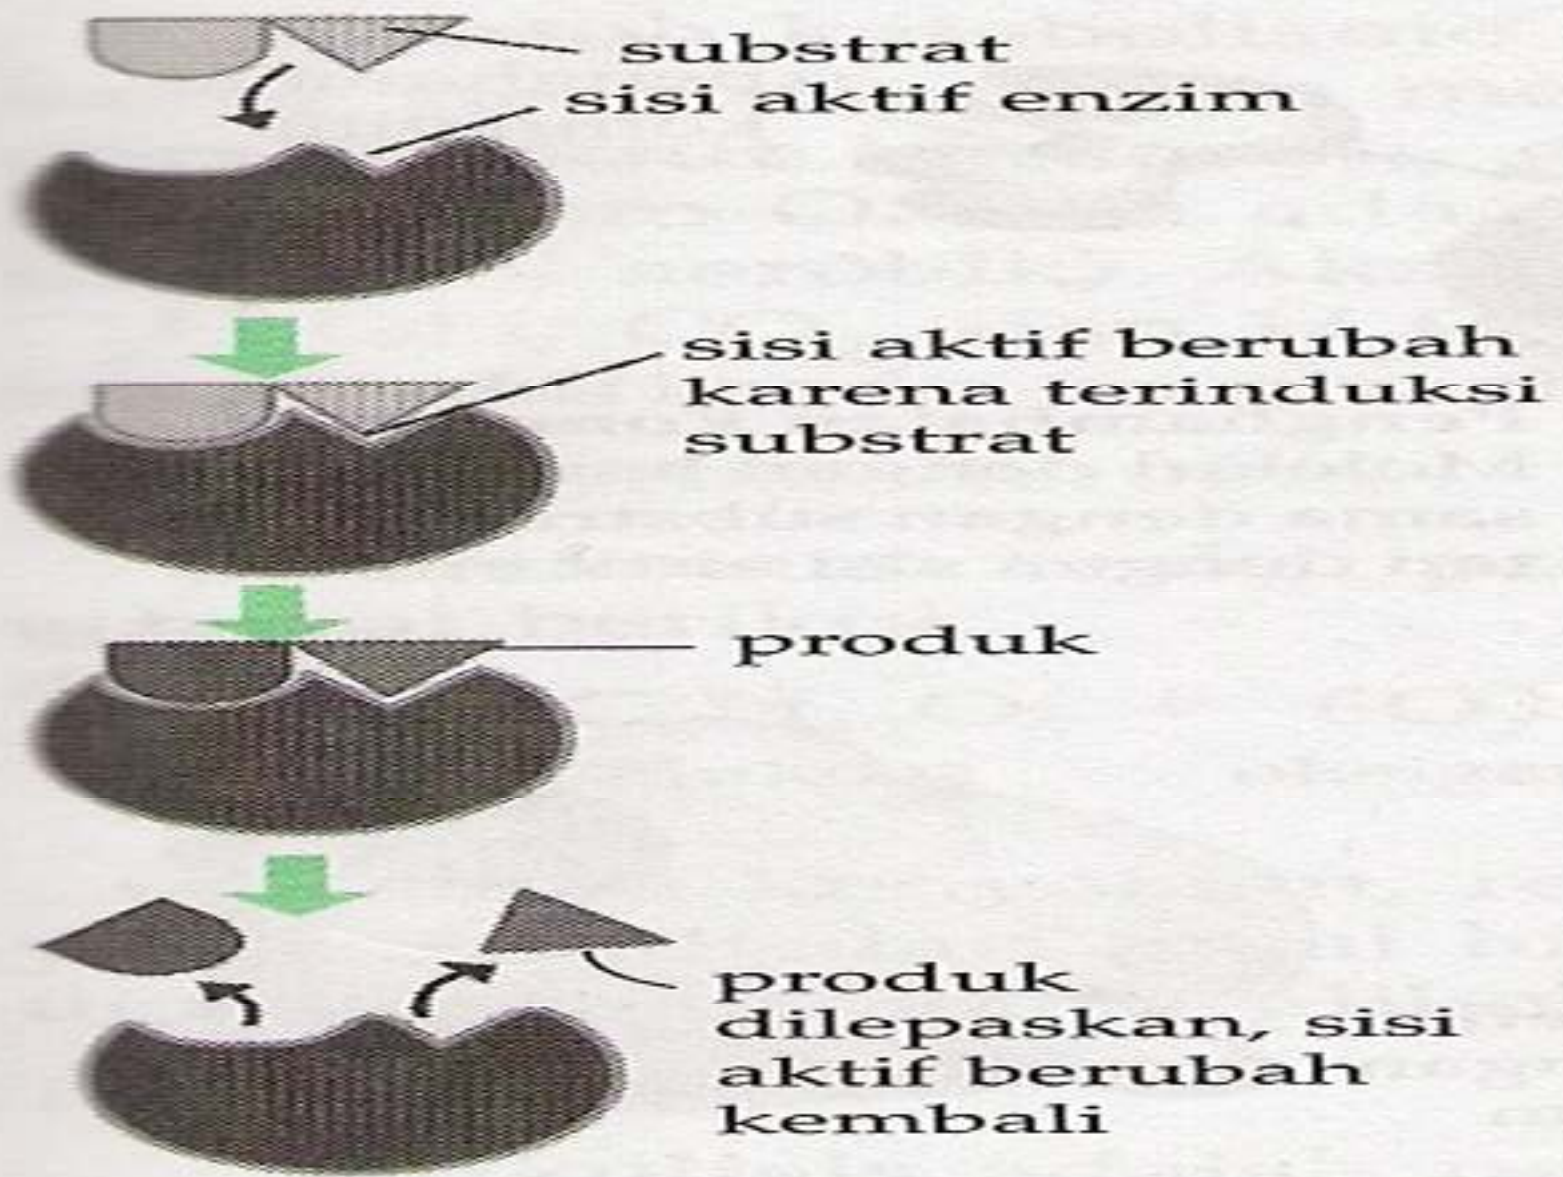 substrat
sisi aktif enzim
sisi aktif berubah
karena terinduksi
substrat
produk
produk
dilepaskan, sisi
aktif berubah
kembali